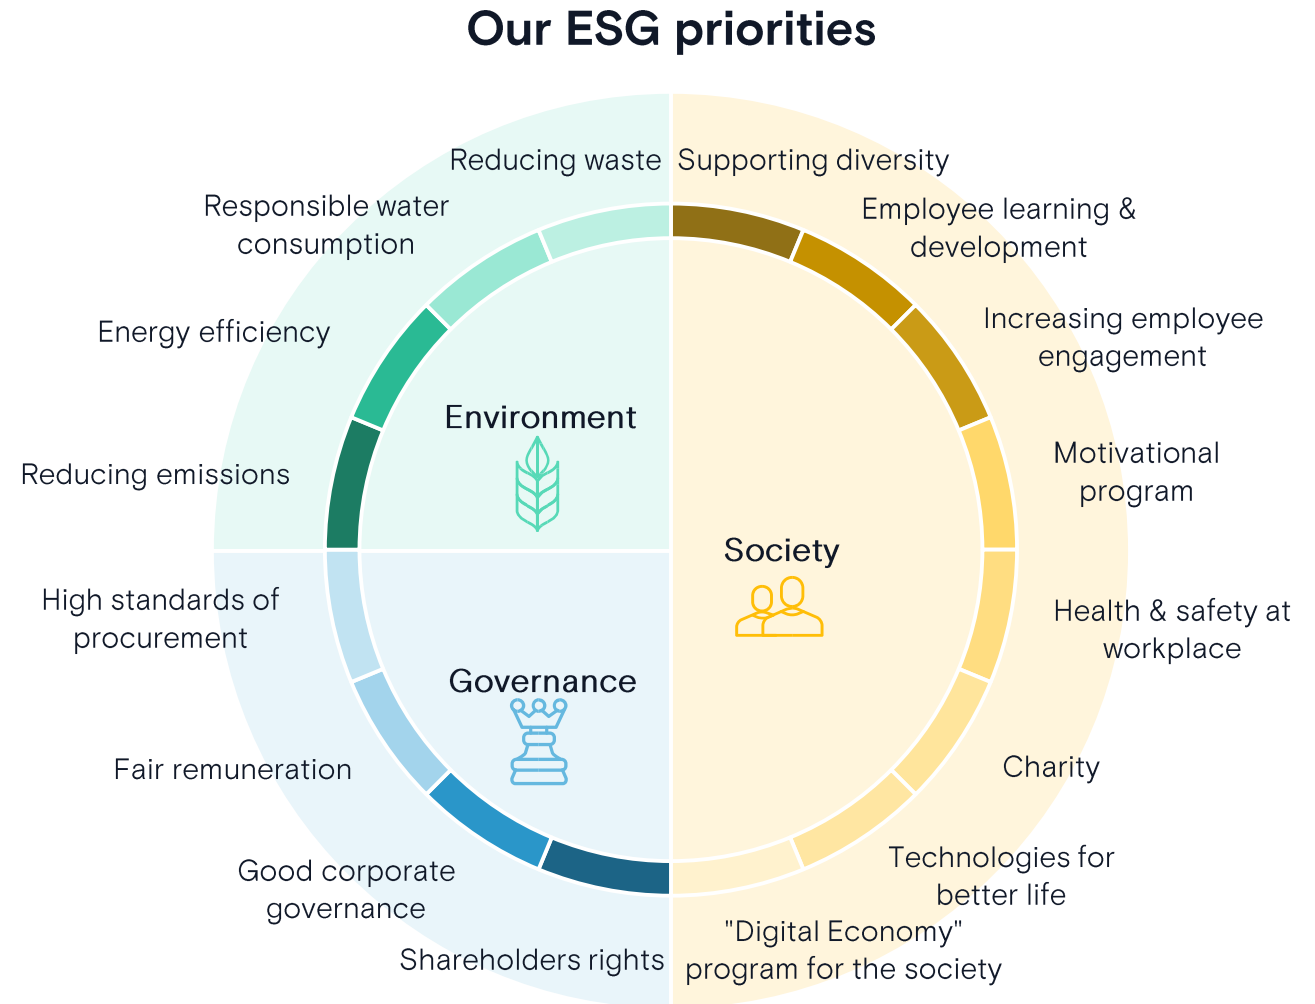 Our ESG priorities
Reducing waste
Supporting diversity
Responsible water
consumption
Employee learning &
development
Energy efficiency
Increasing employee
engagement
Environment
Motivational
program
Reducing emissions
Society
High standards of
procurement
Health & safety at
workplace
Governance
Fair remuneration
Charity
Good corporate
governance
Technologies for
better life
Shareholders rights
"Digital Economy"
program for the society